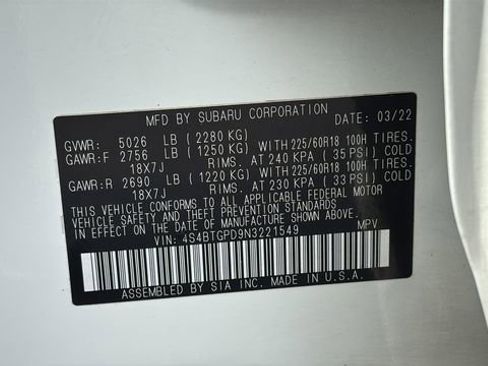 MFD BY SUBARU CORPORATION DATE: 03/22
GVWR: 5026 LB (2280 KG)
GAWR:F 2756 LB (1250 KG) WITH 225/60R18 100H TIRES.
18X7J RIMS. AT 240 KPA (35 PSI) COLD
GAWR:R 2690 LB (1220 KG) WITH 225/60R18 100H TIRES.
18X7J RIMS. AT 230 KPA (33 PSI) COLD
THIS VEHICLE CONFORMS TO ALL APPLICABLE FEDERAL MOTOR
VEHICLE SAFETY, BUMPER, AND THEFT PREVENTION STANDARDS
IN EFFECT ON THE DATE OF MANUFACTURE SHOWN ABOVE.
VIN: 4S4BTGPD9N3221549 MPV
ASSEMBLED BY SIA INC. MADE IN U.S.A.